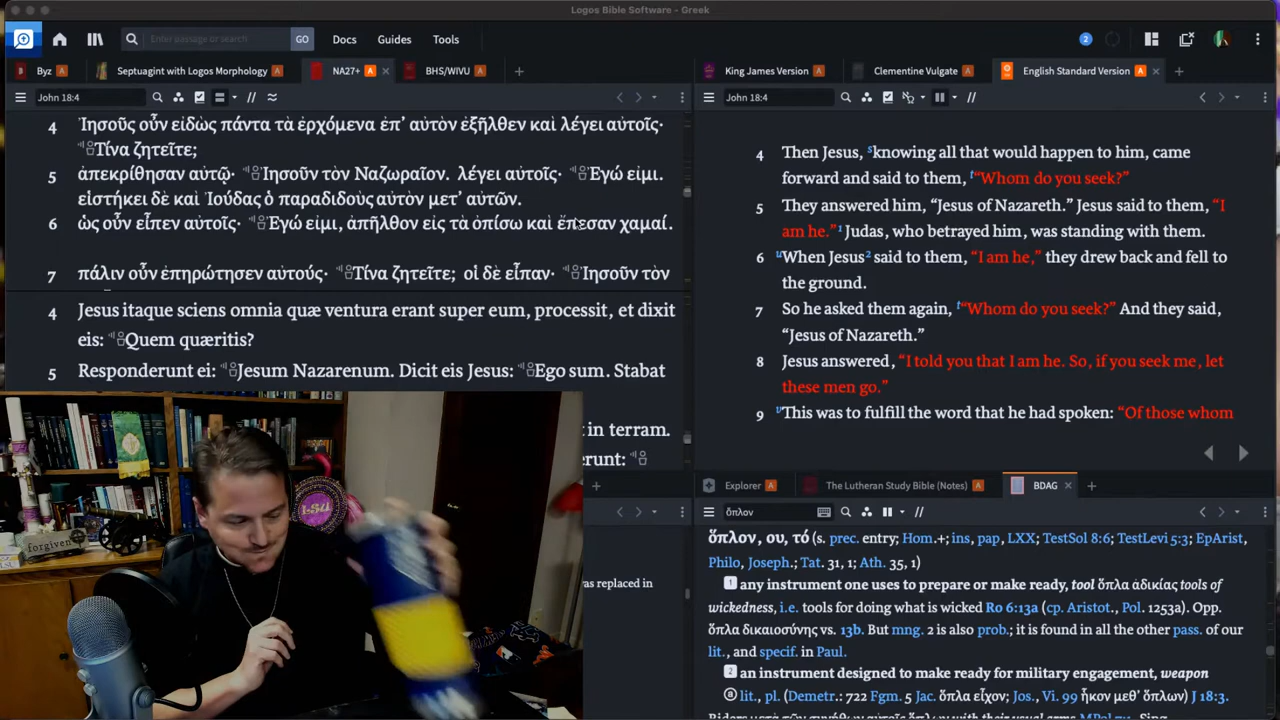 Logos Bible Software - Greek
Enter passage or search
GO
Docs
Guides
Tools
2
Byz A
Septuagint with Logos Morphology A
NA27+ A
BHS/WIVU A
John 18:4
4 Ἰησοῦς οὖν εἰδὼς πάντα τὰ ἐρχόμενα ἐπ’ αὐτὸν ἐξῆλθεν καὶ λέγει αὐτοῖς·
Τίνα ζητεῖτε;
5 ἀπεκρίθησαν αὐτῷ· Ἰησοῦν τὸν Ναζωραῖον. λέγει αὐτοῖς· Ἐγώ εἰμι.
εἱστήκει δὲ καὶ Ἰούδας ὁ παραδιδοὺς αὐτὸν μετ’ αὐτῶν.
6 ὡς οὖν εἶπεν αὐτοῖς· Ἐγώ εἰμι, ἀπῆλθον εἰς τὰ ὀπίσω καὶ ἔπεσαν χαμαί.
7 πάλιν οὖν ἐπηρώτησεν αὐτούς· Τίνα ζητεῖτε; οἱ δὲ εἶπαν· Ἰησοῦν τὸν
4 Jesus itaque sciens omnia quæ ventura erant super eum, processit, et dixit
eis: Quem quæritis?
5 Responderunt ei: Jesum Nazarenum. Dicit eis Jesus: Ego sum. Stabat
in terram.
erunt:
was replaced in
forgiven
LSU
King James Version A
Clementine Vulgate A
English Standard Version A
John 18:4
4 Then Jesus, s knowing all that would happen to him, came
forward and said to them, t “Whom do you seek?”
5 They answered him, “Jesus of Nazareth.” Jesus said to them, “I
am he.” 1 Judas, who betrayed him, was standing with them.
6 u When Jesus 2 said to them, “I am he,” they drew back and fell to
the ground.
7 So he asked them again, t “Whom do you seek?” And they said,
“Jesus of Nazareth.”
8 Jesus answered, “I told you that I am he. So, if you seek me, let
these men go.”
9 v This was to fulfill the word that he had spoken: “Of those whom
Explorer A
The Lutheran Study Bible (Notes) A
BDAG
ὅπλον
ὅπλον, ου, τό (s. prec. entry; Hom.+; ins, pap, LXX; TestSol 8:6; TestLevi 5:3; EpArist,
Philo, Joseph.; Tat. 31, 1; Ath. 35, 1)
1 any instrument one uses to prepare or make ready, tool ὅπλα ἀδικίας tools of
wickedness, i.e. tools for doing what is wicked Ro 6:13a (cp. Aristot., Pol. 1253a). Opp.
ὅπλα δικαιοσύνης vs. 13b. But mng. 2 is also prob.; it is found in all the other pass. of our
lit., and specif. in Paul.
2 an instrument designed to make ready for military engagement, weapon
a lit., pl. (Demetr.: 722 Fgm. 5 Jac. ὅπλα εἶχον; Jos., Vi. 99 ἧκον μεθ’ ὅπλων) J 18:3.